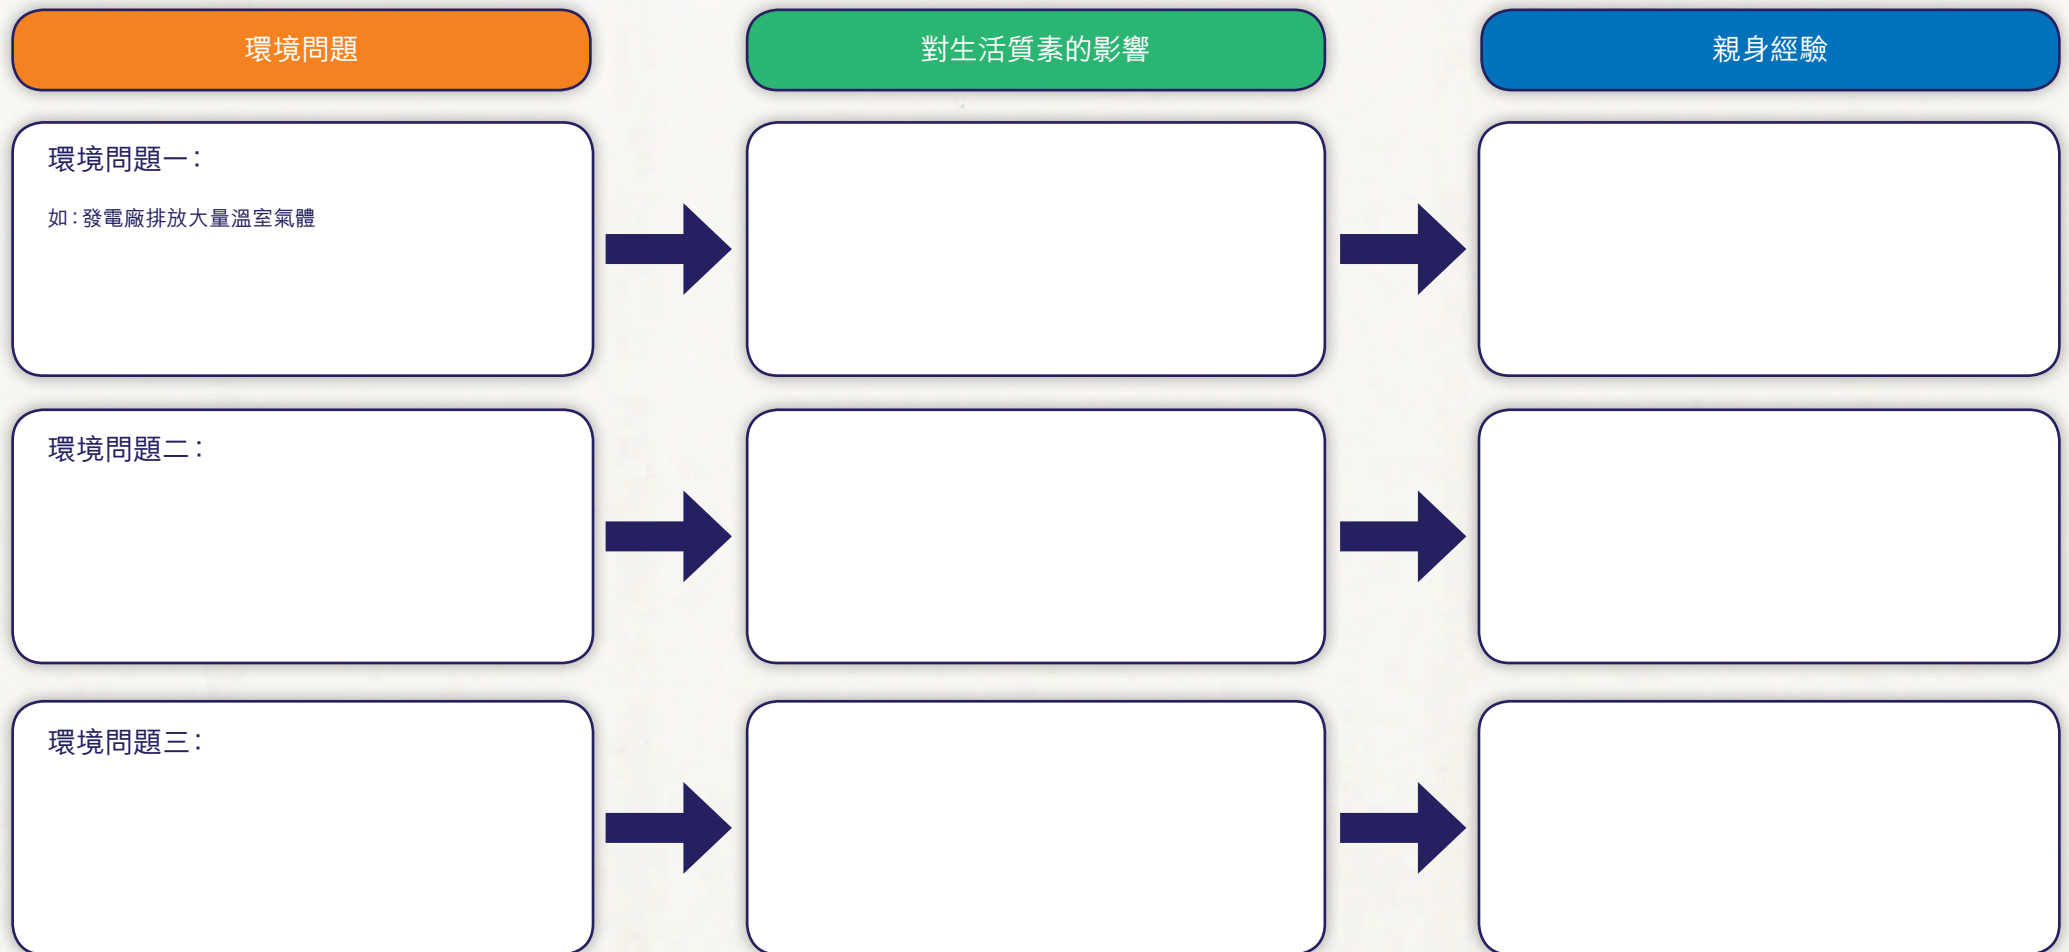 環境問題
對生活質素的影響
親身經驗
環境問題一：
如：發電廠排放大量溫室氣體
環境問題二：
環境問題三：